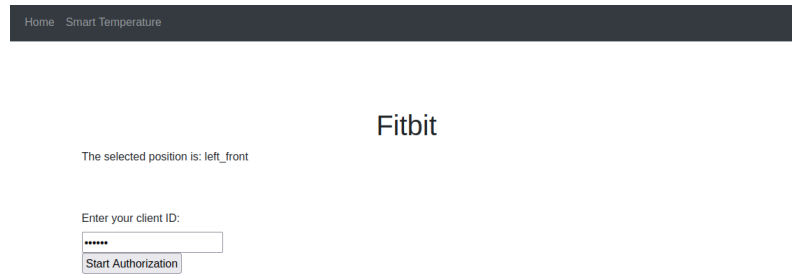 Home Smart Temperature
Fitbit
The selected position is: left_front
Enter your client ID:
••••••
Start Authorization